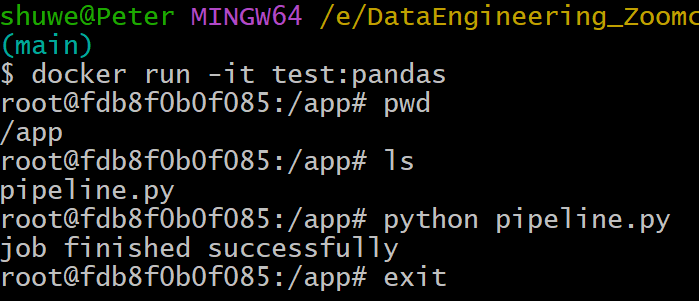 shuwe@Peter MINGW64 /e/DataEngineering_Zoomc
(main)
$ docker run -it test:pandas
root@fdb8f0b0f085:/app# pwd
/app
root@fdb8f0b0f085:/app# ls
pipeline.py
root@fdb8f0b0f085:/app# python pipeline.py
job finished successfully
root@fdb8f0b0f085:/app# exit